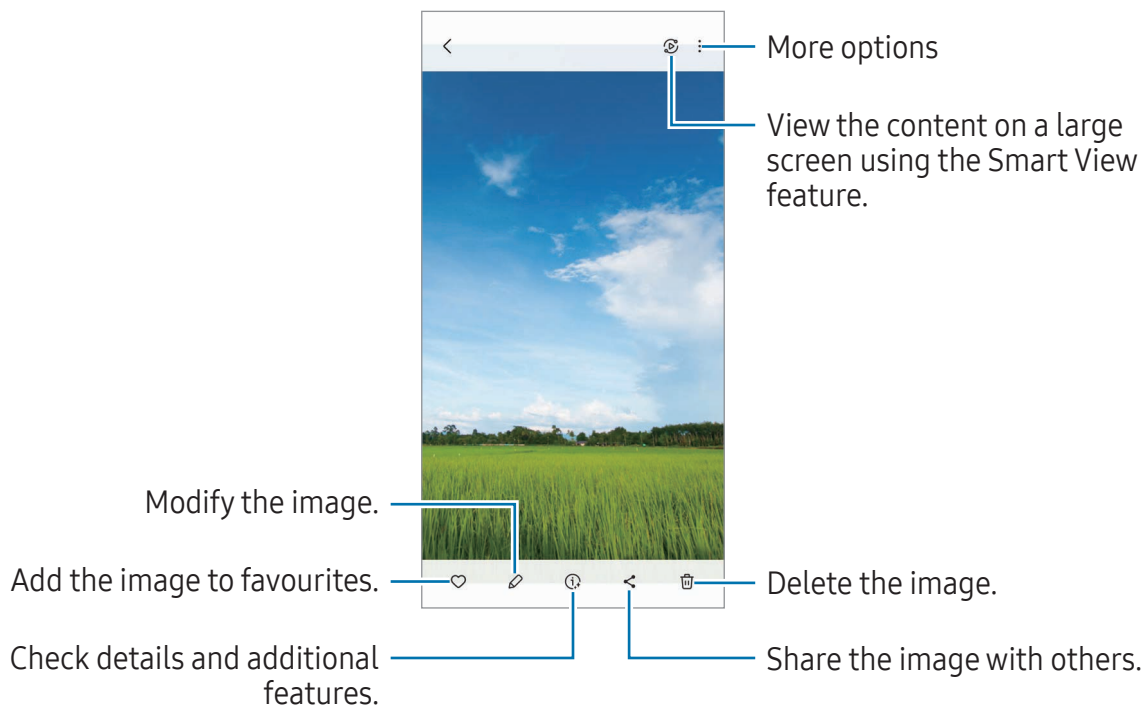 More options
View the content on a large
screen using the Smart View
feature.
Modify the image.
Add the image to favourites.
Delete the image.
Check details and additional
features.
Share the image with others.